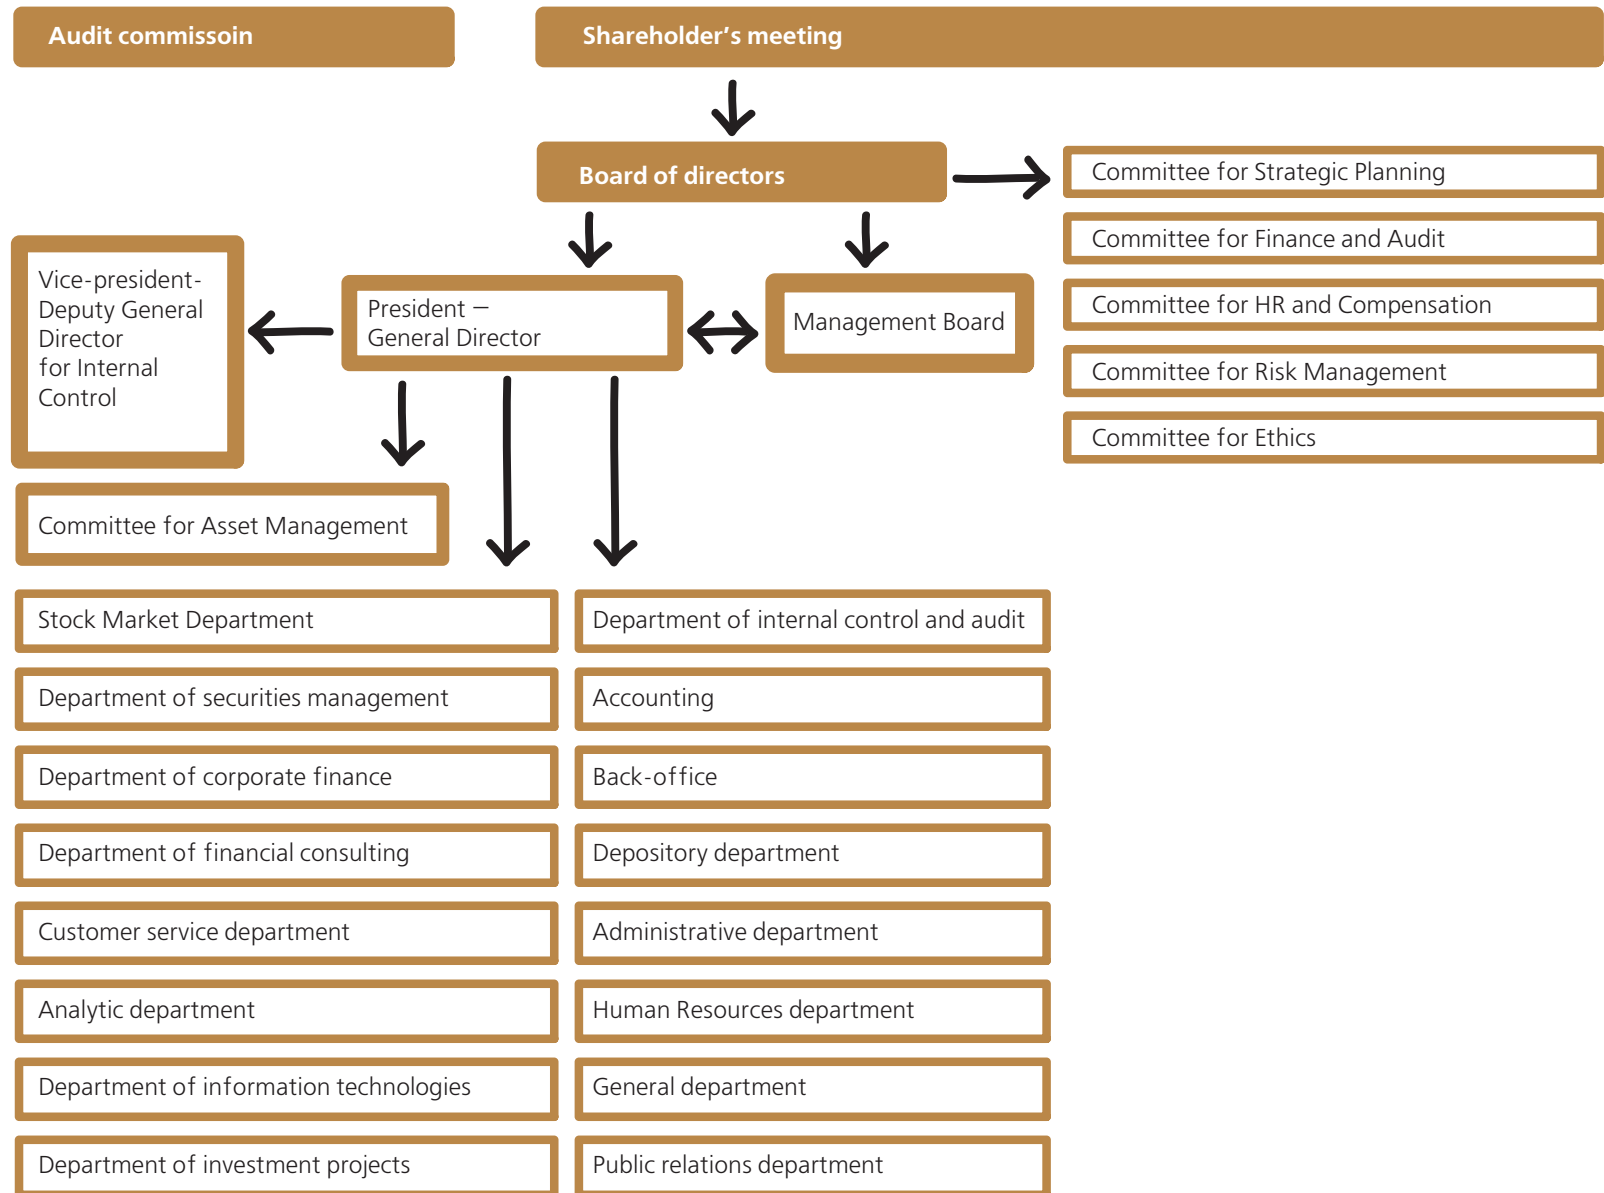 Audit commissoin
Shareholder’s meeting
Board of directors
Committee for Strategic Planning
Committee for Finance and Audit
Committee for HR and Compensation
Committee for Risk Management
Committee for Ethics
Vice-president-
Deputy General
Director
for Internal
Control
President –
General Director
Management Board
Committee for Asset Management
Stock Market Department
Department of securities management
Department of corporate finance
Department of financial consulting
Customer service department
Analytic department
Department of information technologies
Department of investment projects
Department of internal control and audit
Accounting
Back-office
Depository department
Administrative department
Human Resources department
General department
Public relations department